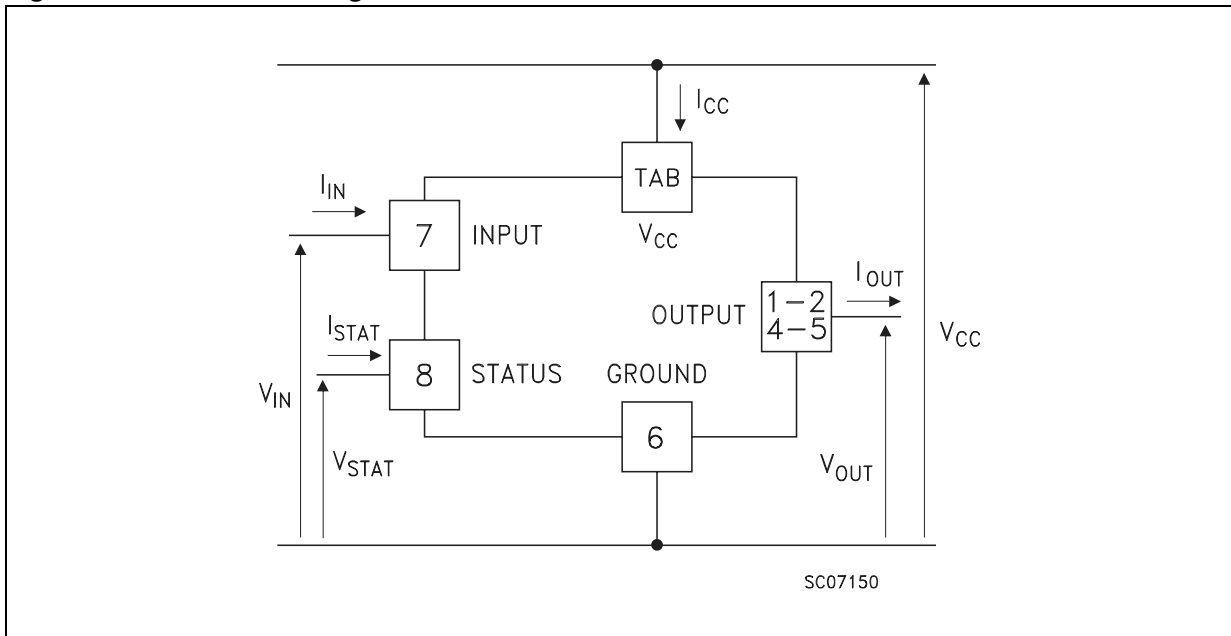 I_CC
TAB
V_CC
I_IN
7 INPUT
I_OUT
OUTPUT
1-2
4-5
V_CC
I_STAT
8 STATUS
GROUND
6
V_IN
V_STAT
V_OUT
SC07150